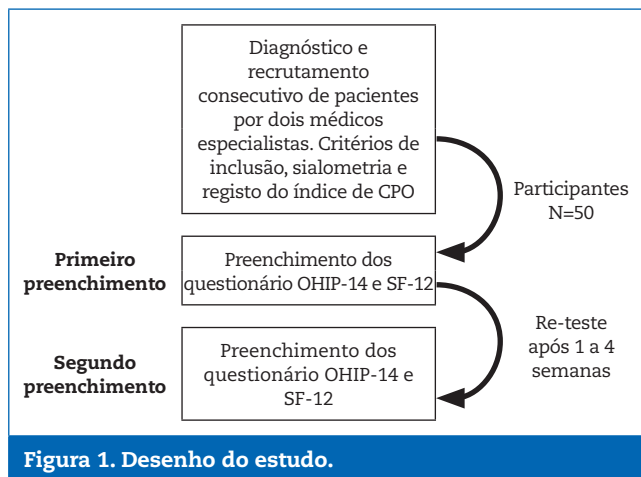 Diagnóstico e
recrutamento
consecutivo de pacientes
por dois médicos
especialistas. Critérios de
inclusão, sialometria e
registo do índice de CPO
Participantes
N=50
Primeiro
preenchimento
Preenchimento dos
questionário OHIP-14 e SF-12
Re-teste
após 1 a 4
semanas
Segundo
preenchimento
Preenchimento dos
questionário OHIP-14 e
SF-12
Figura 1. Desenho do estudo.